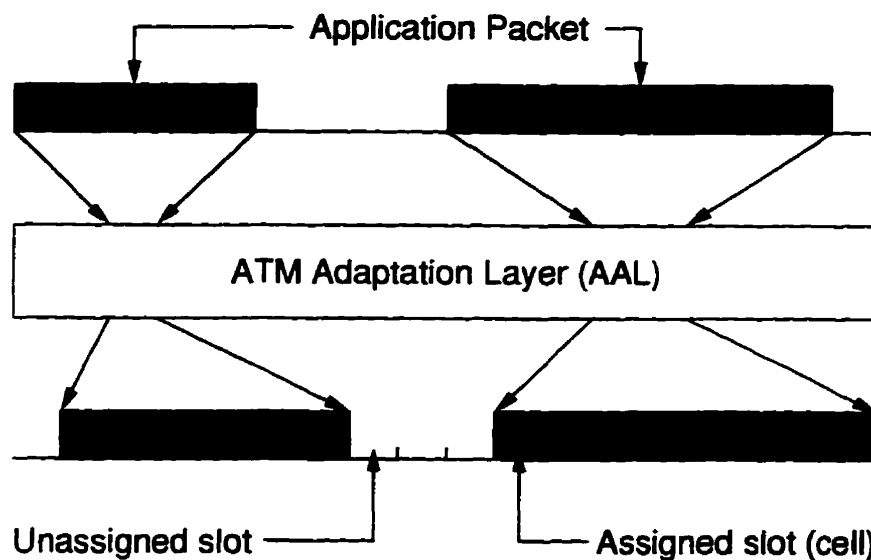 Application Packet
ATM Adaptation Layer (AAL)
Unassigned slot
Assigned slot (cell)